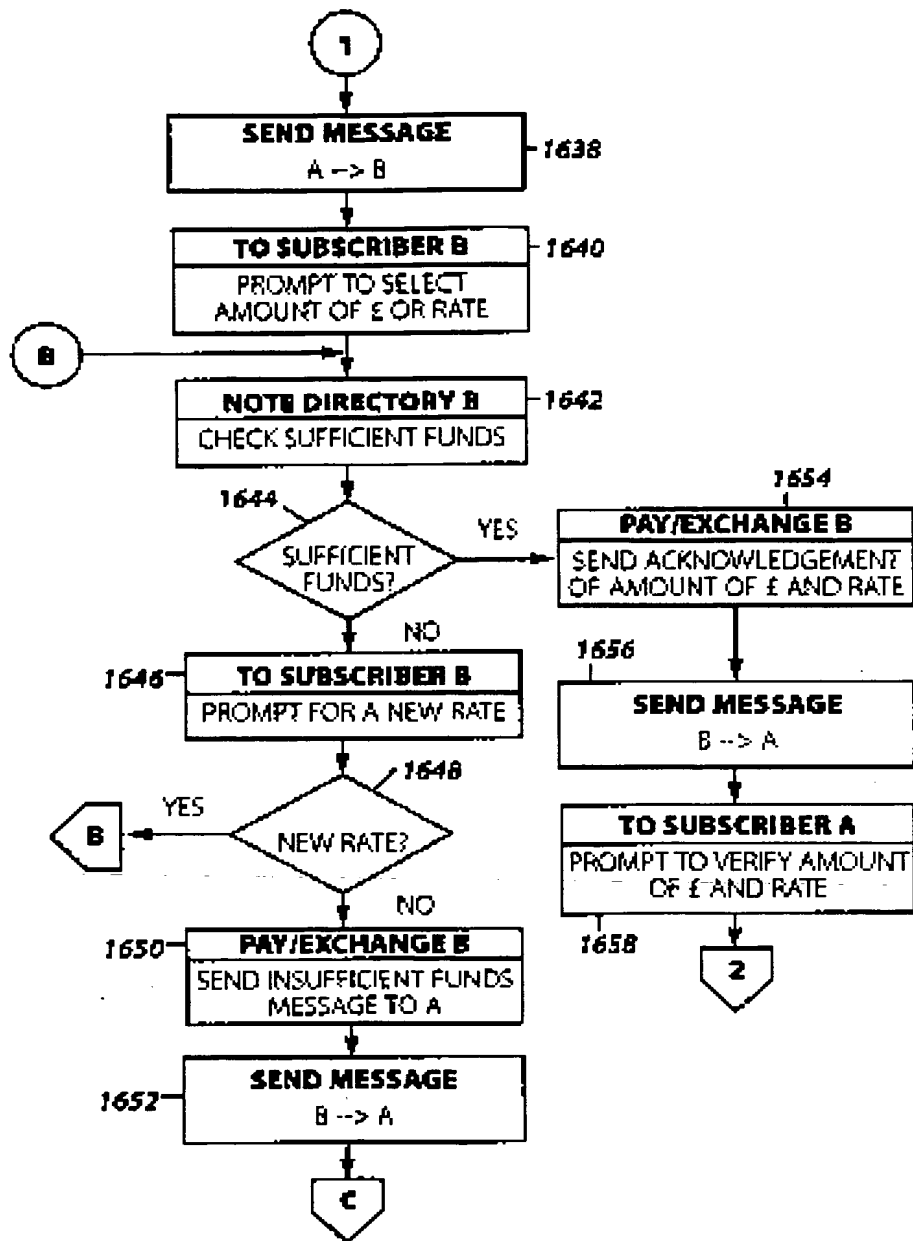 1
SEND MESSAGE
A --> B
1638
TO SUBSCRIBER B
1640
PROMPT TO SELECT
AMOUNT OF £ OR RATE
B
NOTE DIRECTORY B
1642
CHECK SUFFICIENT FUNDS
1644
SUFFICIENT
FUNDS?
YES
NO
1654
PAY/EXCHANGE B
SEND ACKNOWLEDGEMENT
OF AMOUNT OF £ AND RATE
1646
TO SUBSCRIBER B
PROMPT FOR A NEW RATE
1656
SEND MESSAGE
B --> A
1648
NEW RATE?
YES
B
NO
TO SUBSCRIBER A
PROMPT TO VERIFY AMOUNT
OF £ AND RATE
1658
2
1650
PAY/EXCHANGE B
SEND INSUFFICIENT FUNDS
MESSAGE TO A
1652
SEND MESSAGE
B --> A
C